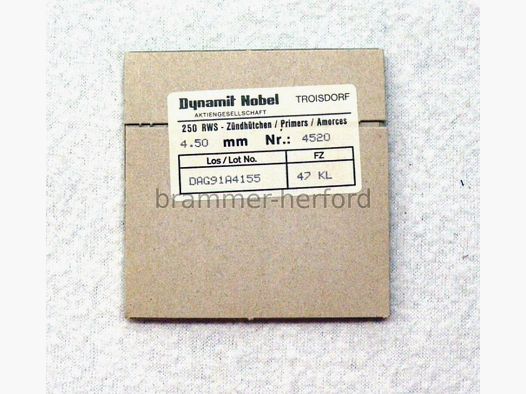 Dynamit Nobel TROISDORF
AKTIENGESELLSCHAFT
250 RWS - Zündhütchen / Primers / Amorces
4.50 mm Nr.: 4520
Los / Lot No. FZ
DAG91A4155 47 KL
brammer-herford